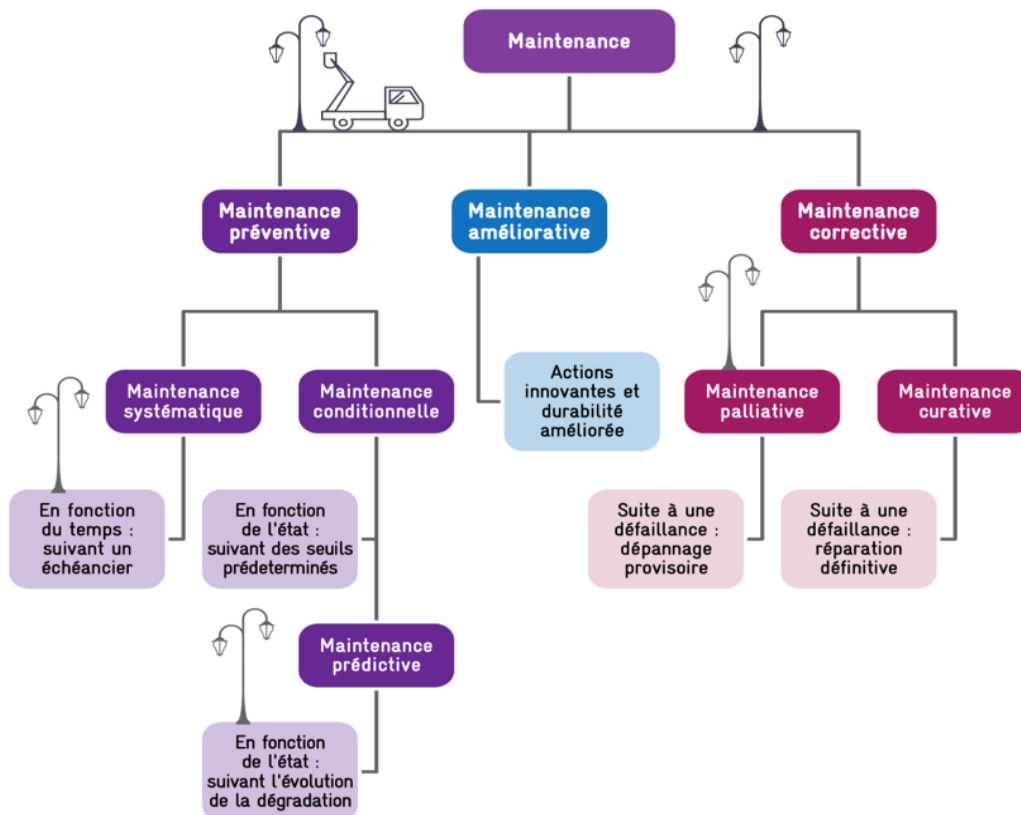 Maintenance
Maintenance
préventive
Maintenance
améliorative
Maintenance
corrective
Maintenance
systématique
Maintenance
conditionnelle
Actions
innovantes et
durabilité
améliorée
Maintenance
palliative
Maintenance
curative
En fonction
du temps :
suivant un
échéancier
En fonction
de l'état :
suivant des seuils
prédeterminés
Suite à une
défaillance :
dépannage
provisoire
Suite à une
défaillance :
réparation
définitive
Maintenance
prédictive
En fonction
de l'état :
suivant l'évolution
de la dégradation